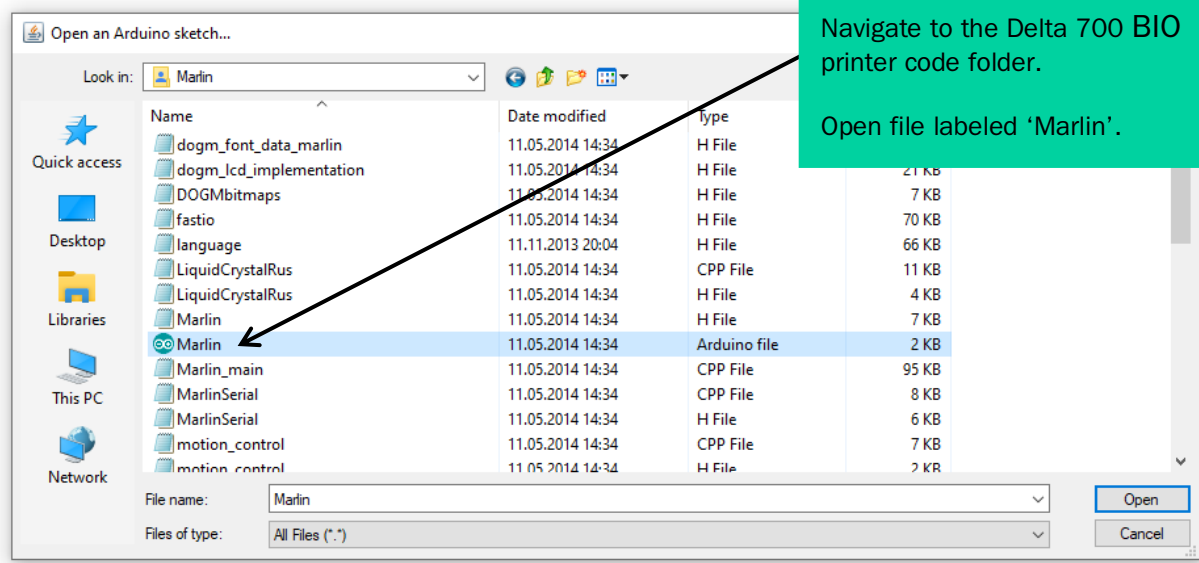 Open an Arduino sketch...
Navigate to the Delta 700 BIO
printer code folder.
Open file labeled ‘Marlin’.
Look in: Marlin
Name Date modified Type
Quick access
Desktop
Libraries
This PC
Network
dogm_font_data_marlin 11.05.2014 14:34 H File
dogm_lcd_implementation 11.05.2014 14:34 H File 21 KB
DOGMbitmaps 11.05.2014 14:34 H File 7 KB
fastio 11.05.2014 14:34 H File 70 KB
language 11.11.2013 20:04 H File 66 KB
LiquidCrystalRus 11.05.2014 14:34 CPP File 11 KB
LiquidCrystalRus 11.05.2014 14:34 H File 4 KB
Marlin 11.05.2014 14:34 H File 7 KB
Marlin 11.05.2014 14:34 Arduino file 2 KB
Marlin_main 11.05.2014 14:34 CPP File 95 KB
MarlinSerial 11.05.2014 14:34 CPP File 8 KB
MarlinSerial 11.05.2014 14:34 H File 6 KB
motion_control 11.05.2014 14:34 CPP File 7 KB
motion_control 11.05.2014 14:34 H File 2 KB
File name: Marlin Open
Files of type: All Files (*.*) Cancel